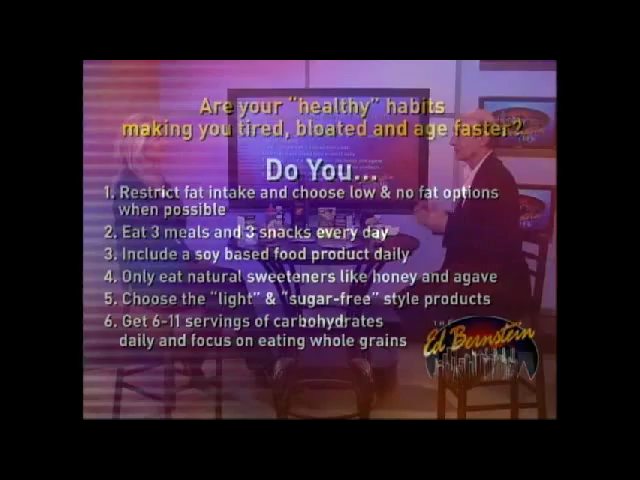 Are your "healthy" habits
making you tired, bloated and age faster?
Do You...
1. Restrict fat intake and choose low & no fat options
when possible
2. Eat 3 meals and 3 snacks every day
3. Include a soy based food product daily
4. Only eat natural sweeteners like honey and agave
5. Choose the "light" & "sugar-free" style products
6. Get 6-11 servings of carbohydrates
daily and focus on eating whole grains
THE
Ed Bernstein